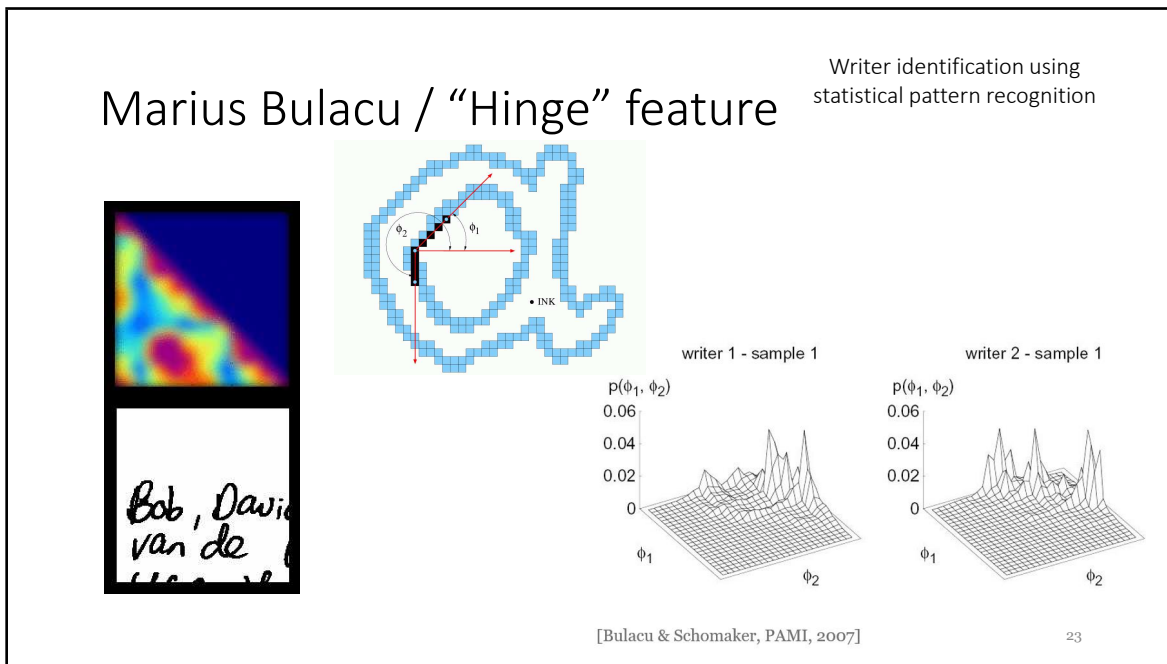 Writer identification using
statistical pattern recognition
Marius Bulacu / “Hinge” feature
ϕ2
ϕ1
• INK
Bob, David
van de
writer 1 - sample 1
p(ϕ1, ϕ2)
0.06
0.04
0.02
0
ϕ1
ϕ2
writer 2 - sample 1
p(ϕ1, ϕ2)
0.06
0.04
0.02
0
ϕ1
ϕ2
[Bulacu & Schomaker, PAMI, 2007]
23